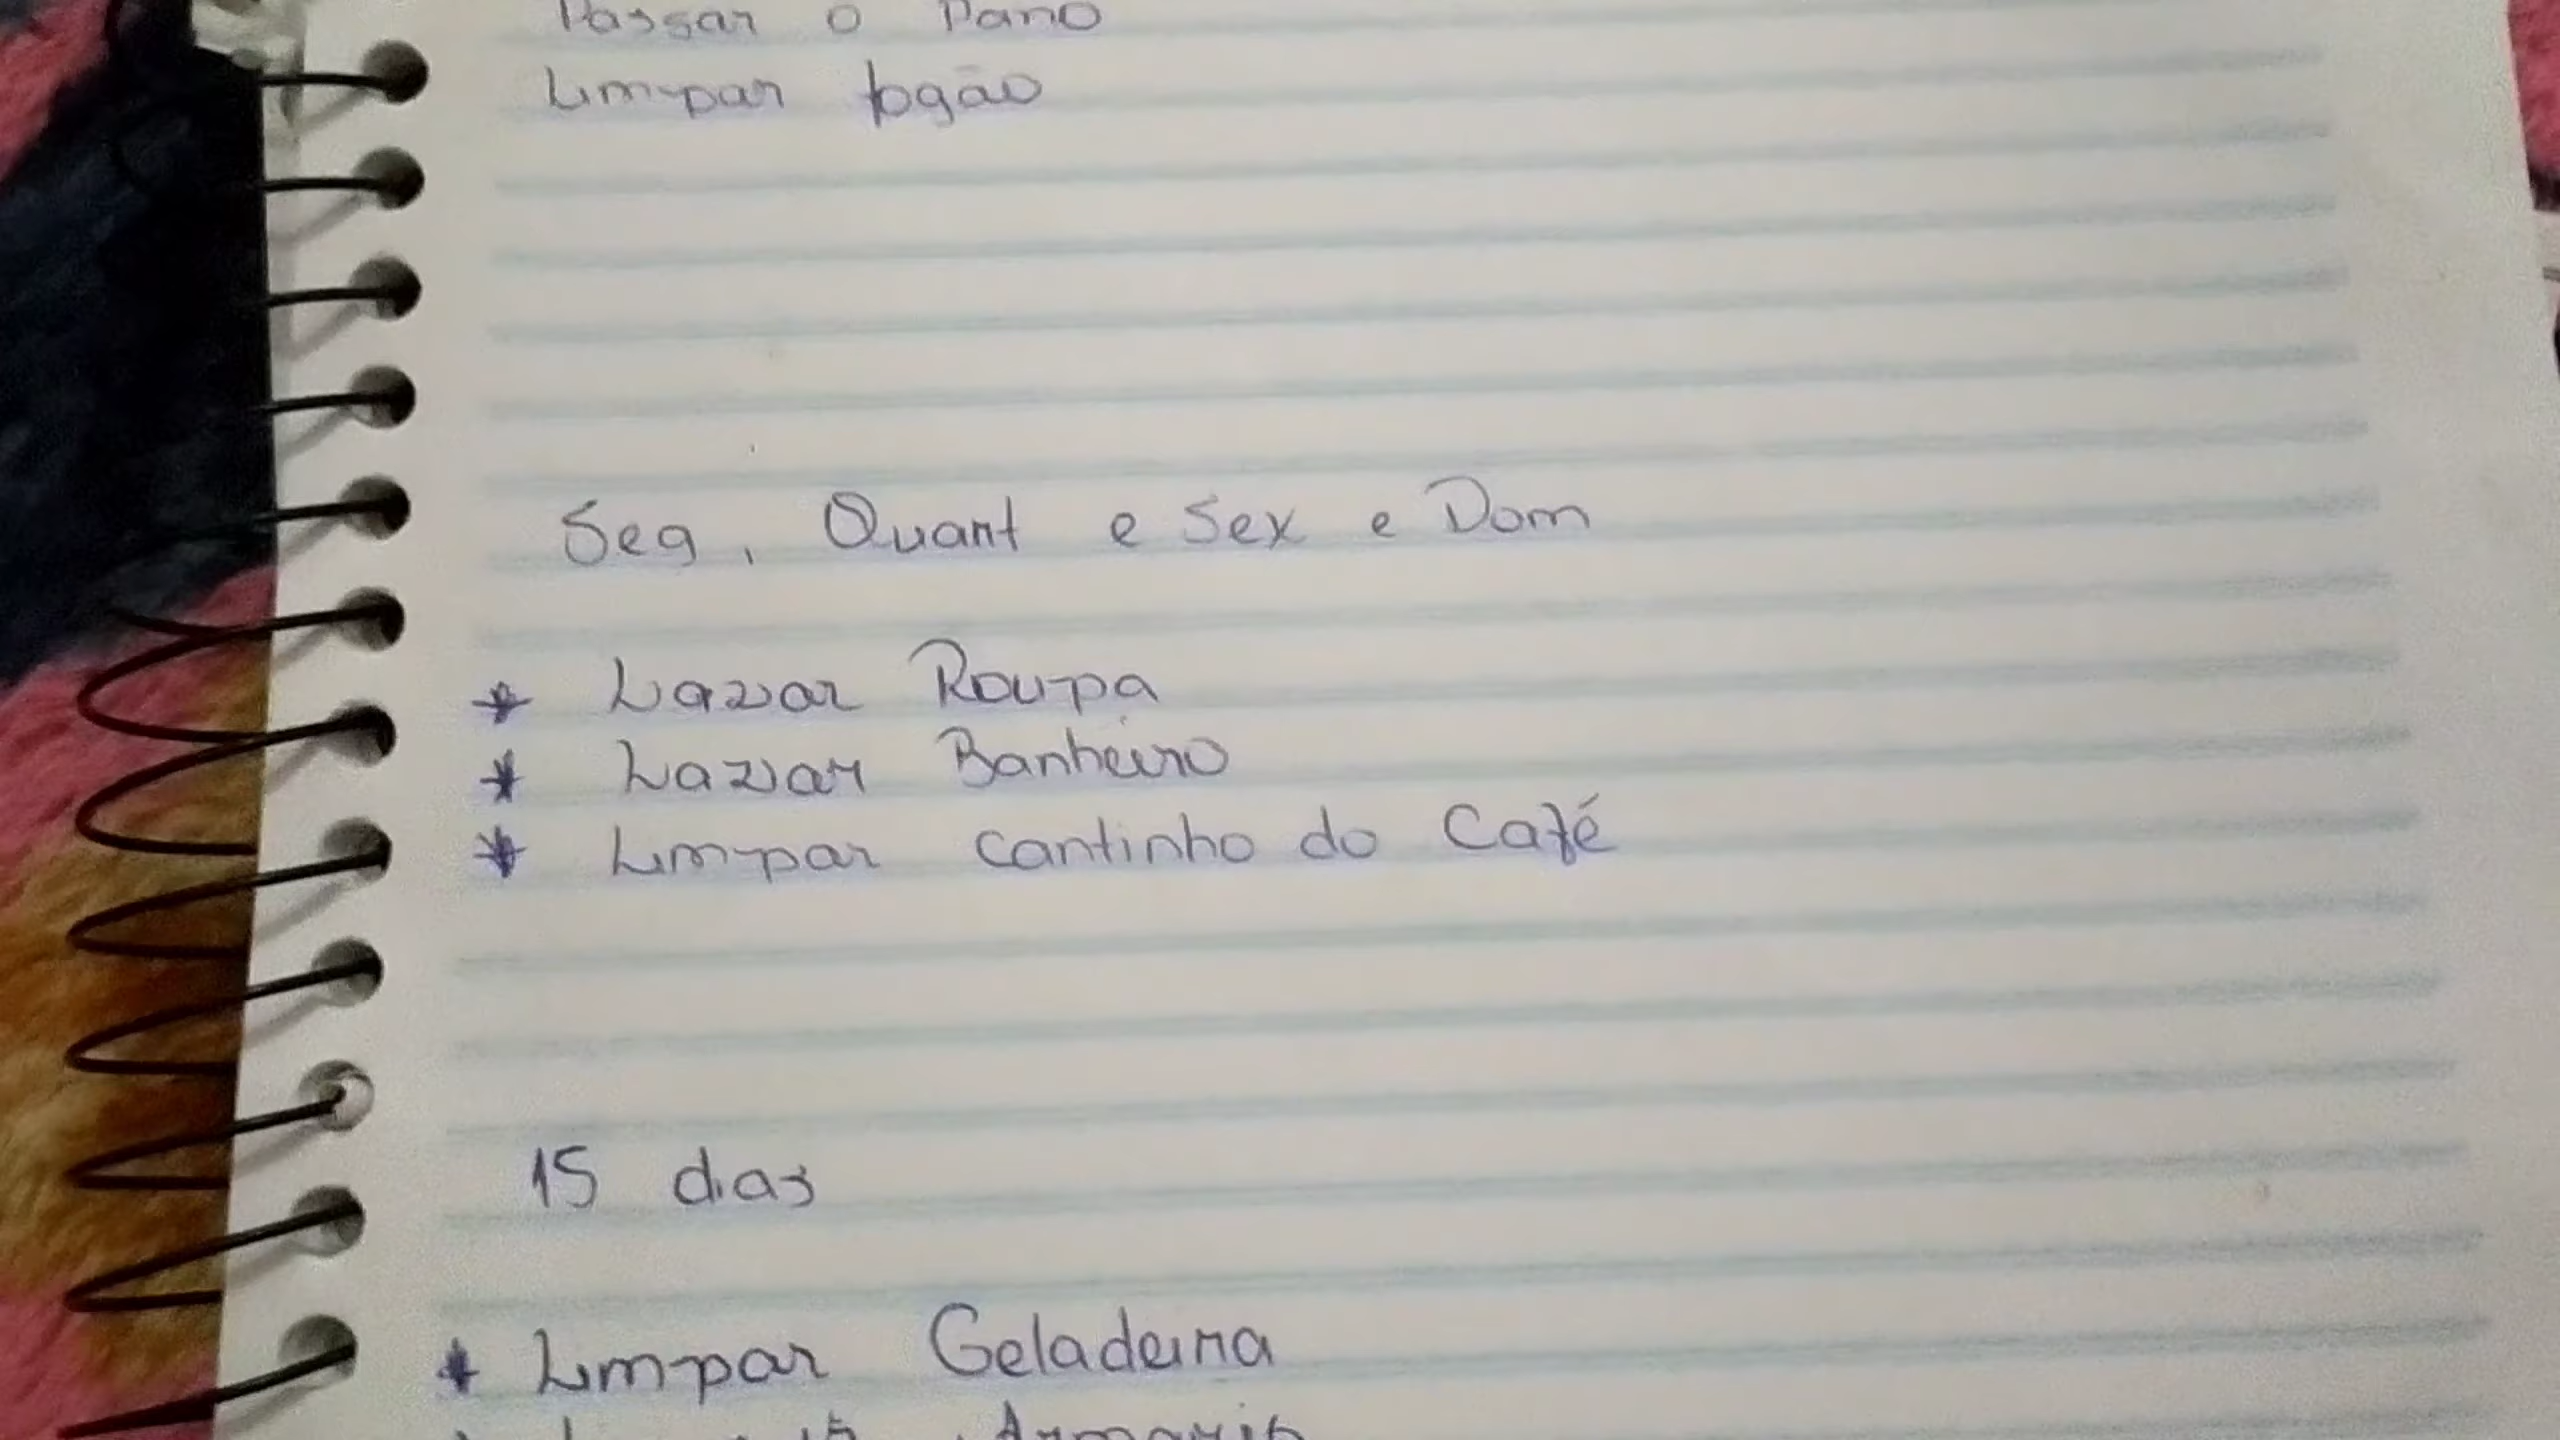 Passar o Pano
Limpar fogão
Seg, Quart e Sex e Dom
* Lavar Roupa
* Lavar Banheiro
* Limpar cantinho do Café
15 dias
* Limpar Geladeira